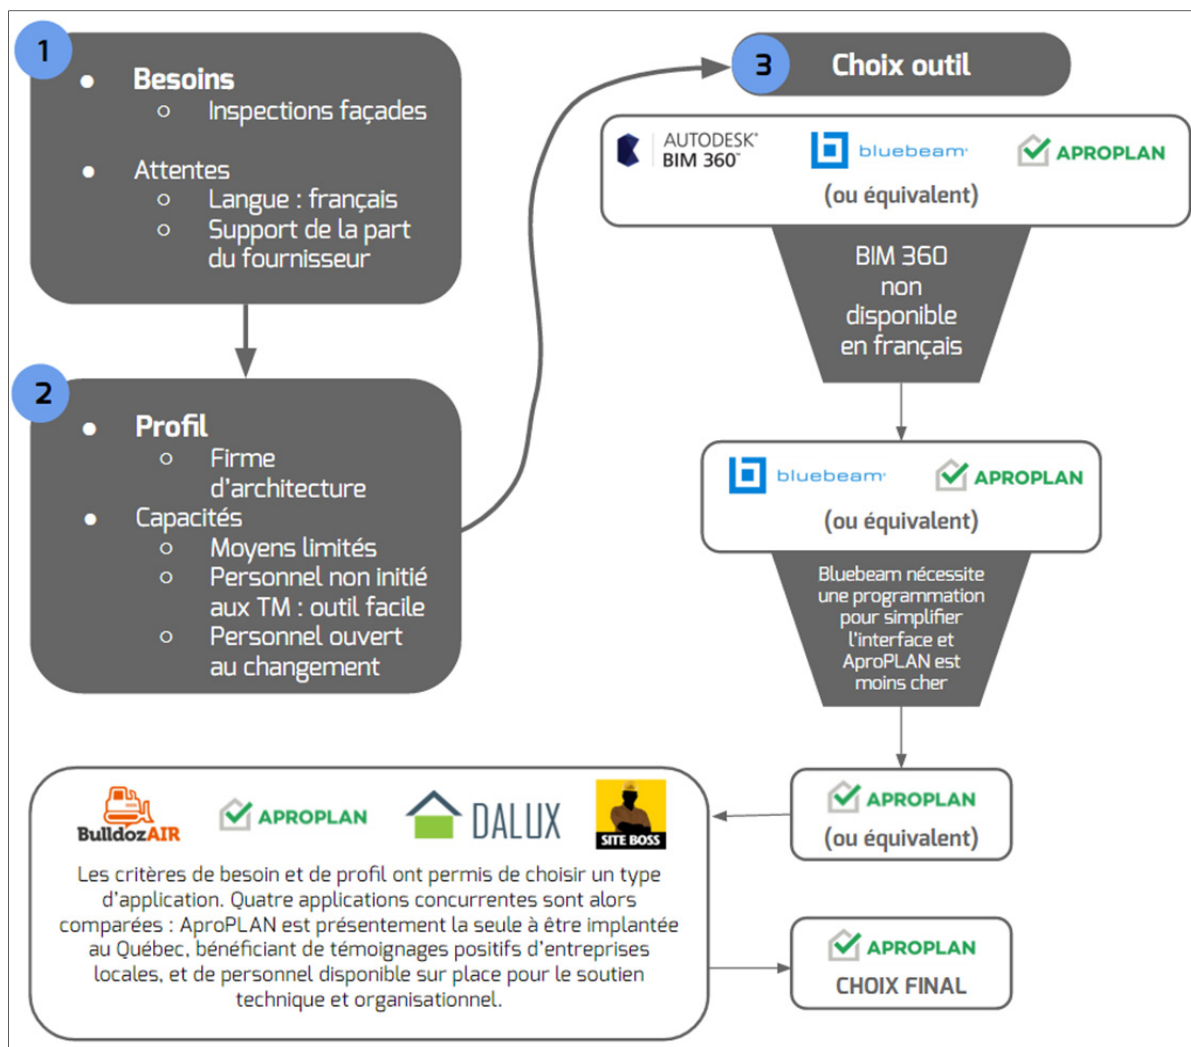 1
● Besoins
○ Inspections façades
● Attentes
○ Langue : français
○ Support de la part
du fournisseur
2
● Profil
○ Firme
d'architecture
● Capacités
○ Moyens limités
○ Personnel non initié
aux TM : outil facile
○ Personnel ouvert
au changement
3
Choix outil
AUTODESK®
BIM 360™
bluebeam®
APROPLAN
(ou équivalent)
BIM 360
non
disponible
en français
bluebeam®
APROPLAN
(ou équivalent)
Bluebeam nécessite
une programmation
pour simplifier
l'interface et
AproPLAN est
moins cher
APROPLAN
(ou équivalent)
BulldozAIR
APROPLAN
DALUX
SITE BOSS
Les critères de besoin et de profil ont permis de choisir un type
d'application. Quatre applications concurrentes sont alors
comparées : AproPLAN est présentement la seule à être implantée
au Québec, bénéficiant de témoignages positifs d'entreprises
locales, et de personnel disponible sur place pour le soutien
technique et organisationnel.
APROPLAN
CHOIX FINAL